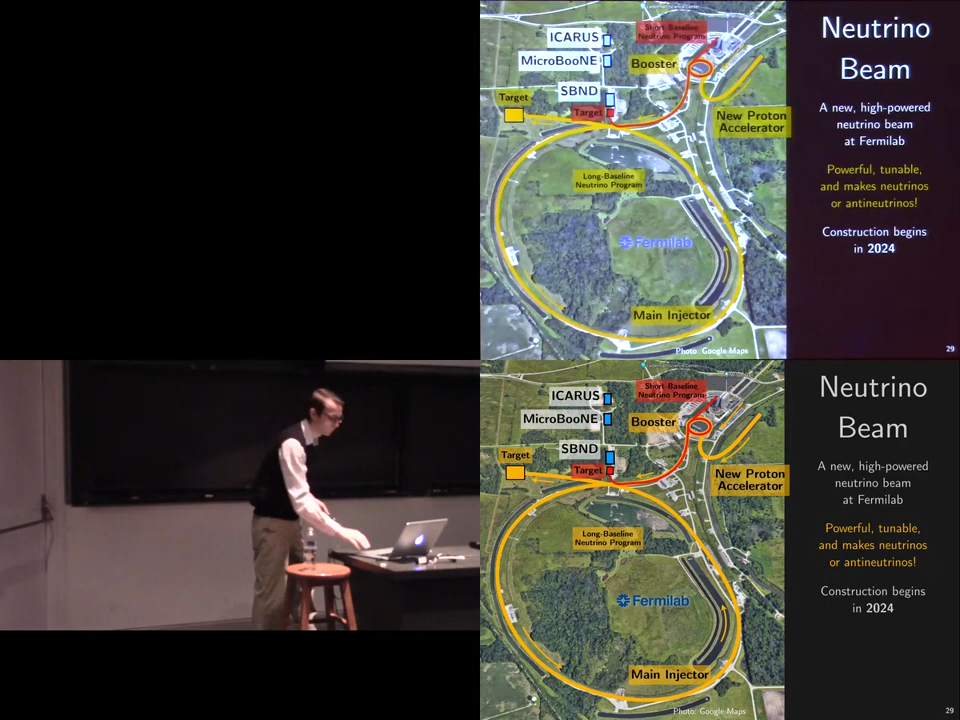 ICARUS
Short-Baseline
Neutrino Program
MicroBooNE
Booster
SBND
Target
Target
New Proton
Accelerator
Long-Baseline
Neutrino Program
Fermilab
Main Injector
Photo: Google Maps
Neutrino
Beam
A new, high-powered
neutrino beam
at Fermilab
Powerful, tunable,
and makes neutrinos
or antineutrinos!
Construction begins
in 2024
29
ICARUS
Short-Baseline
Neutrino Program
MicroBooNE
Booster
SBND
Target
Target
New Proton
Accelerator
Long-Baseline
Neutrino Program
Fermilab
Main Injector
Photo: Google Maps
Neutrino
Beam
A new, high-powered
neutrino beam
at Fermilab
Powerful, tunable,
and makes neutrinos
or antineutrinos!
Construction begins
in 2024
29